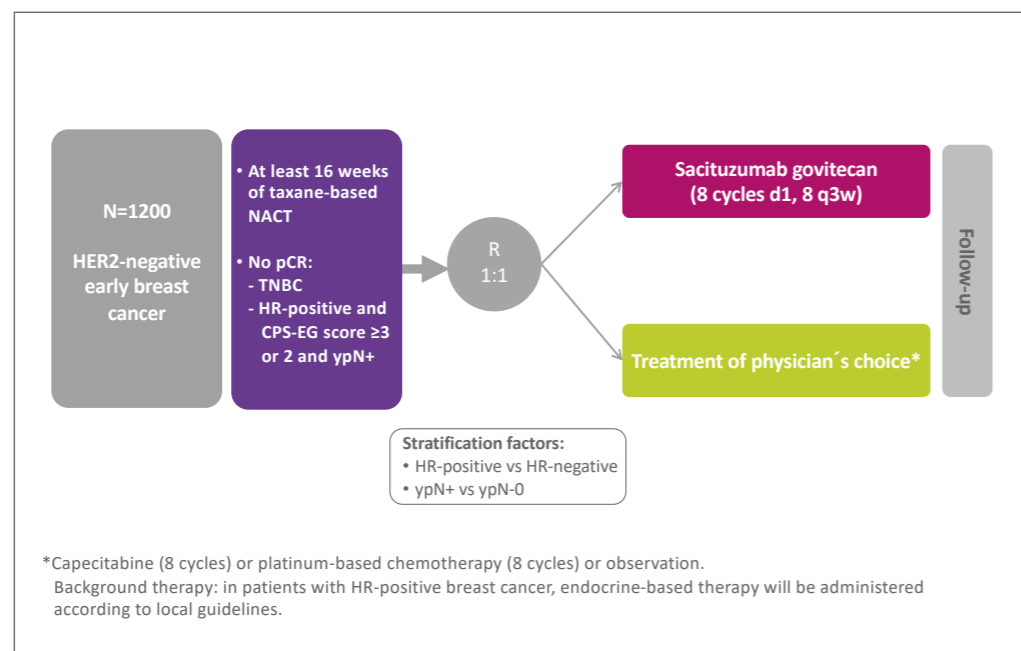 N=1200
HER2-negative
early breast
cancer
• At least 16 weeks
of taxane-based
NACT
• No pCR:
- TNBC
- HR-positive and
CPS-EG score ≥3
or 2 and ypN+
R
1:1
Sacituzumab govitecan
(8 cycles d1, 8 q3w)
Treatment of physician´s choice*
Follow-up
Stratification factors:
• HR-positive vs HR-negative
• ypN+ vs ypN-0
*Capecitabine (8 cycles) or platinum-based chemotherapy (8 cycles) or observation.
Background therapy: in patients with HR-positive breast cancer, endocrine-based therapy will be administered
according to local guidelines.